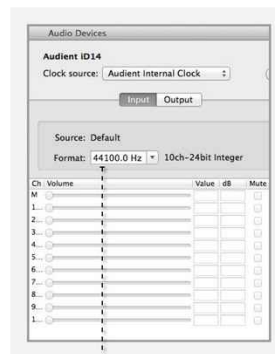 Audio Devices
Audient iD14
Clock source: Audient Internal Clock
Input Output
Source: Default
Format: 44100.0 Hz 10ch-24bit Integer
Ch Volume Value dB Mute
M
1...
2...
3...
4...
5...
6...
7...
8...
9...
1...